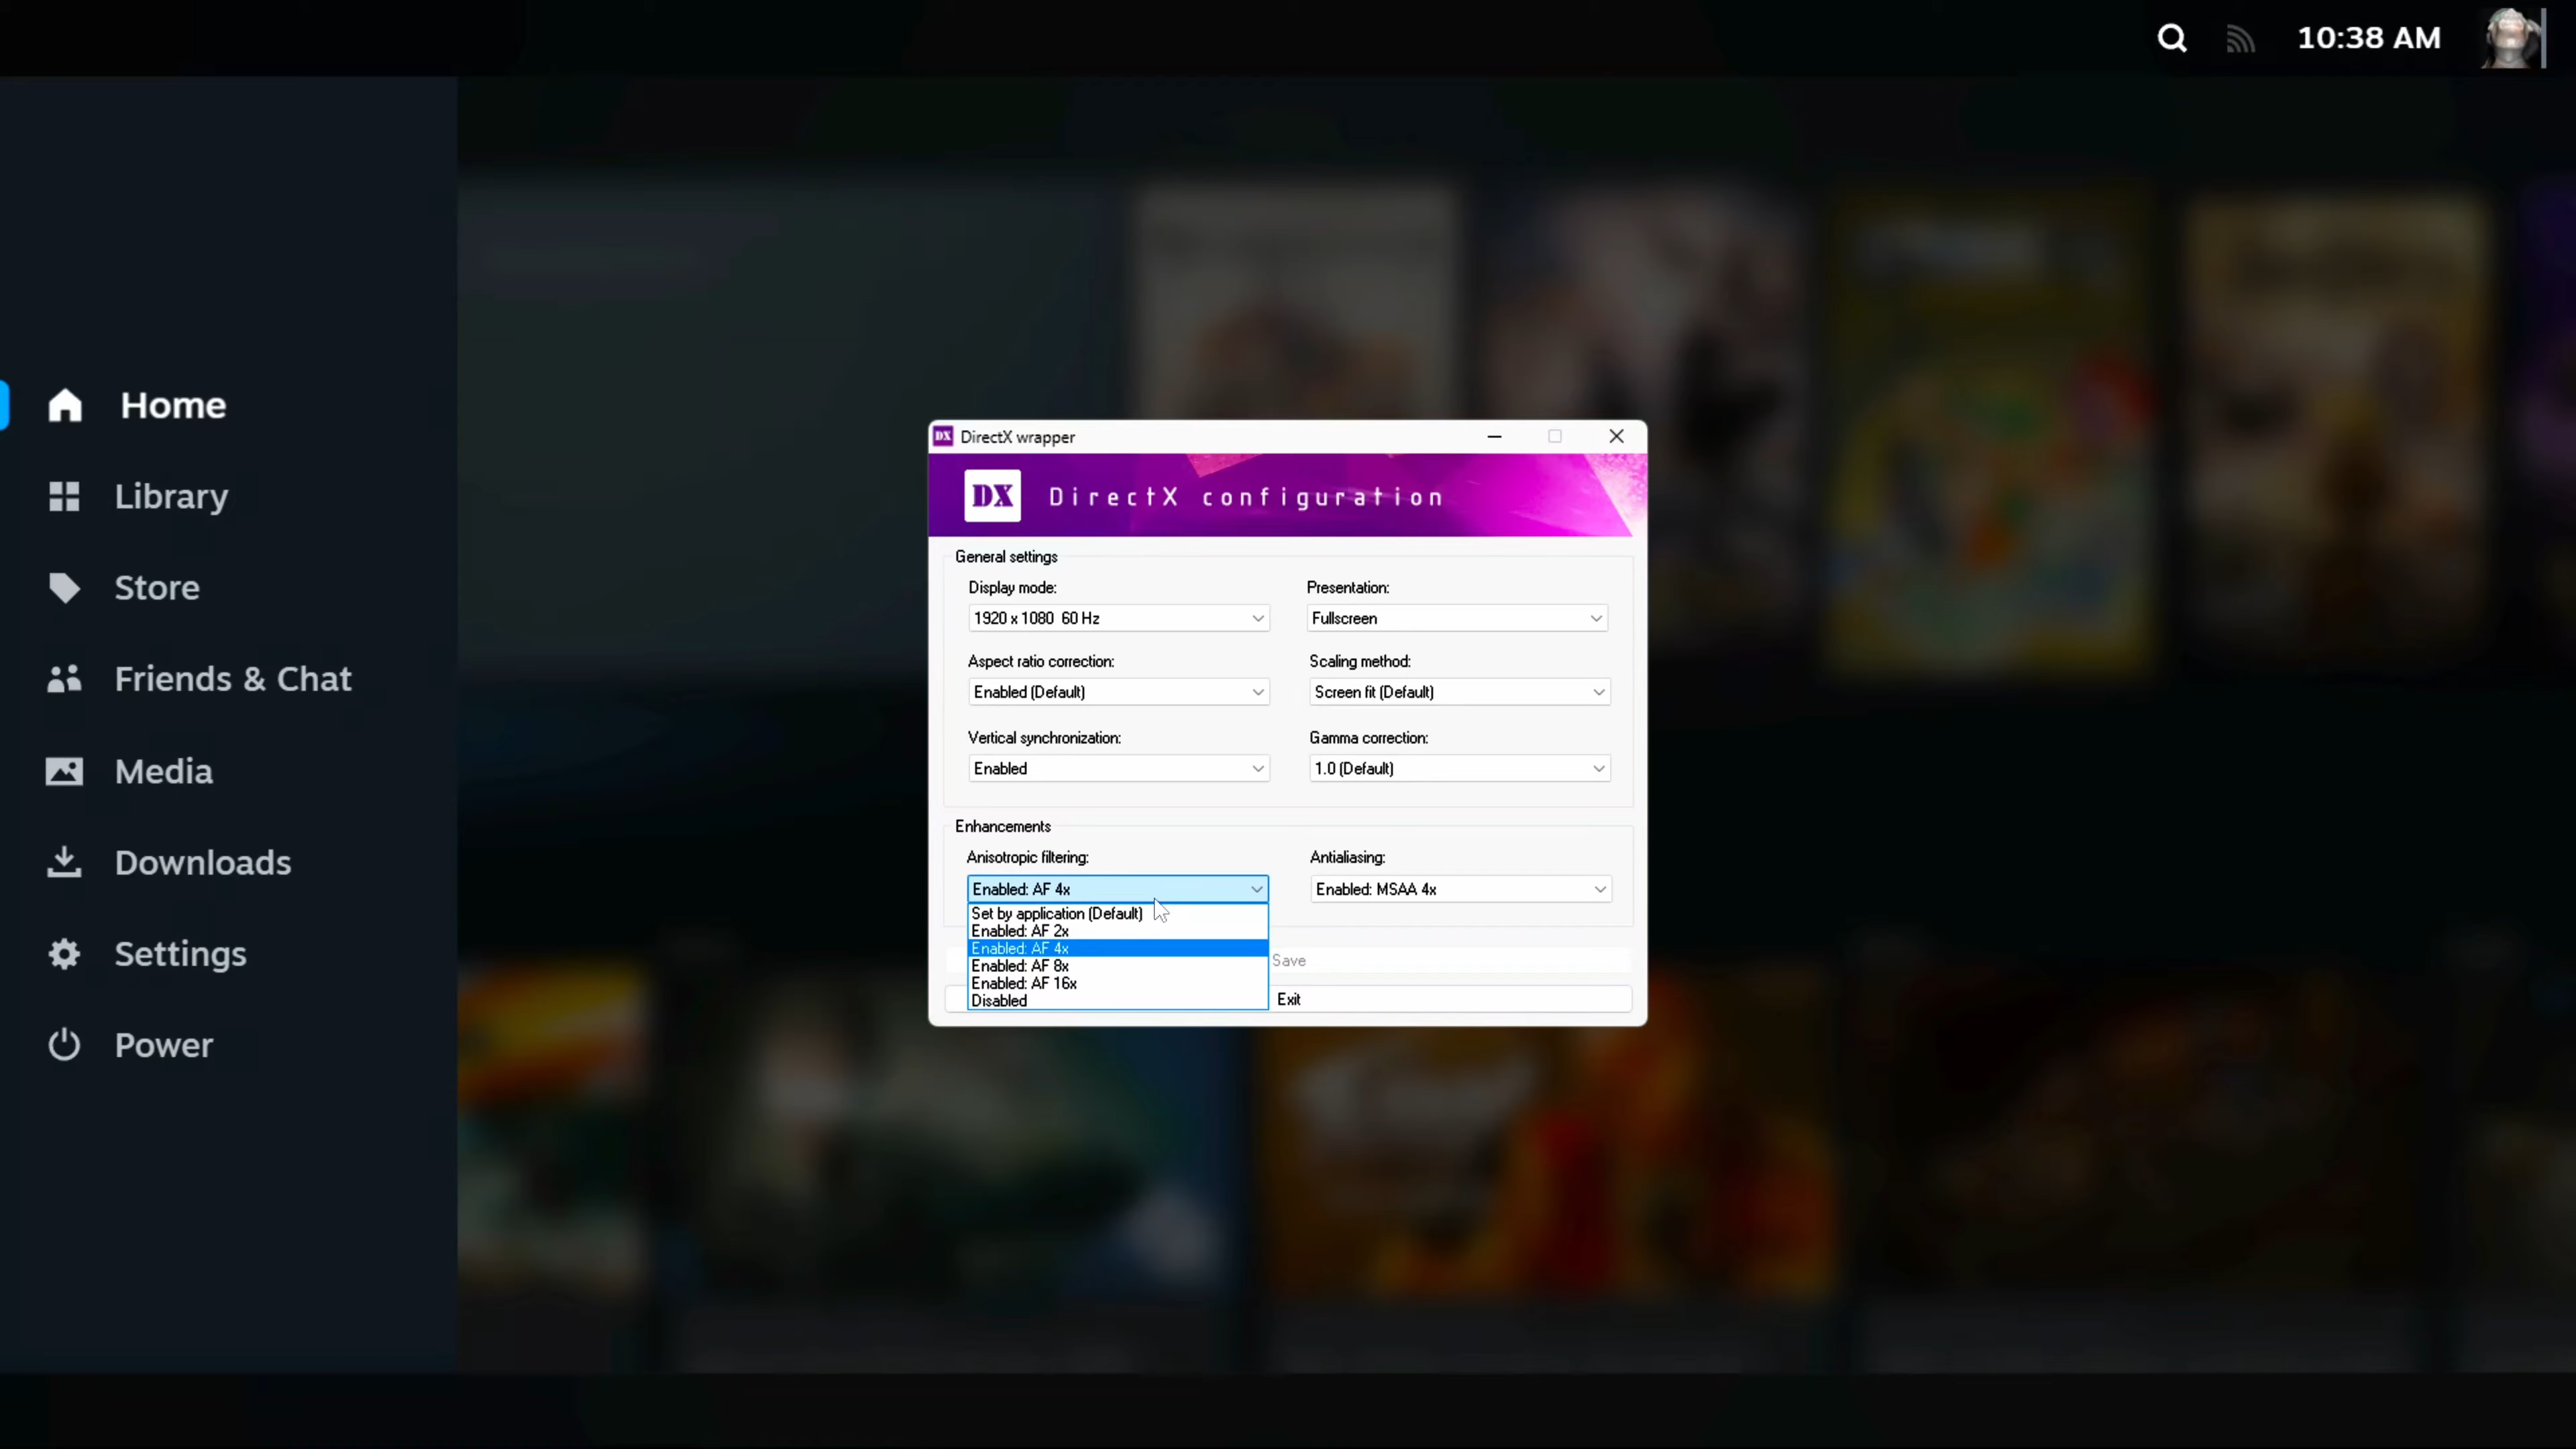 10:38 AM
Home
Library
Store
Friends & Chat
Media
Downloads
Settings
Power
DX DirectX wrapper
DX DirectX configuration
General settings
Display mode: Presentation:
1920 x 1080 60 Hz Fullscreen
Aspect ratio correction: Scaling method:
Enabled (Default) Screen fit (Default)
Vertical synchronization: Gamma correction:
Enabled 1.0 (Default)
Enhancements
Anisotropic filtering: Antialiasing:
Enabled: AF 4x Enabled: MSAA 4x
Set by application (Default)
Enabled: AF 2x
Enabled: AF 4x
Enabled: AF 8x
Enabled: AF 16x
Disabled
Save
Exit